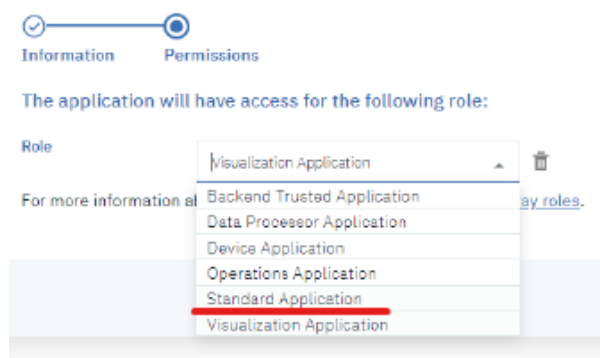 Information Permissions
The application will have access for the following role:
Role
Visualization Application
For more information a
ay roles.
Backend Trusted Application
Data Processor Application
Device Application
Operations Application
Standard Application
Visualization Application